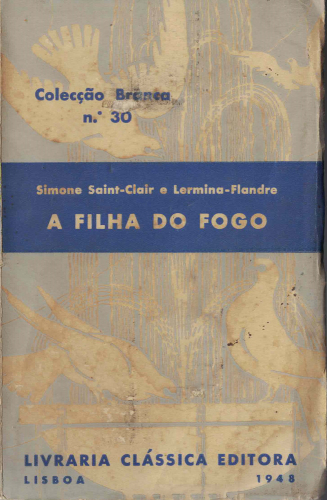 Colecção Branca
n.º 30
Simone Saint-Clair e Lermina-Flandre
A FILHA DO FOGO
LIVRARIA CLÁSSICA EDITORA
LISBOA 1948